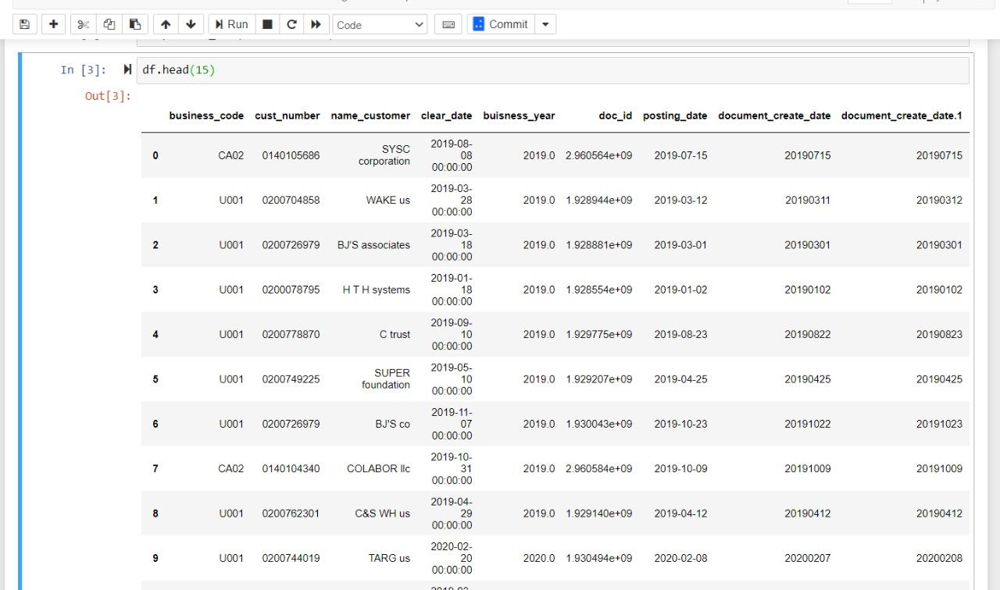 Run
Code
Commit
In [3]:
df.head(15)
Out[3]:
business_code cust_number name_customer clear_date buisness_year doc_id posting_date document_create_date document_create_date.1
0 CA02 0140105686 SYSC corporation 2019-08-08 00:00:00 2019.0 2.960564e+09 2019-07-15 20190715 20190715
1 U001 0200704858 WAKE us 2019-03-28 00:00:00 2019.0 1.928944e+09 2019-03-12 20190311 20190312
2 U001 0200726979 BJ'S associates 2019-03-18 00:00:00 2019.0 1.928881e+09 2019-03-01 20190301 20190301
3 U001 0200078795 H T H systems 2019-01-18 00:00:00 2019.0 1.928554e+09 2019-01-02 20190102 20190102
4 U001 0200778870 C trust 2019-09-10 00:00:00 2019.0 1.929775e+09 2019-08-23 20190822 20190823
5 U001 0200749225 SUPER foundation 2019-05-10 00:00:00 2019.0 1.929207e+09 2019-04-25 20190425 20190425
6 U001 0200726979 BJ'S co 2019-11-07 00:00:00 2019.0 1.930043e+09 2019-10-23 20191022 20191023
7 CA02 0140104340 COLABOR llc 2019-10-31 00:00:00 2019.0 2.960584e+09 2019-10-09 20191009 20191009
8 U001 0200762301 C&S WH us 2019-04-29 00:00:00 2019.0 1.929140e+09 2019-04-12 20190412 20190412
9 U001 0200744019 TARG us 2020-02-20 00:00:00 2020.0 1.930494e+09 2020-02-08 20200207 20200208